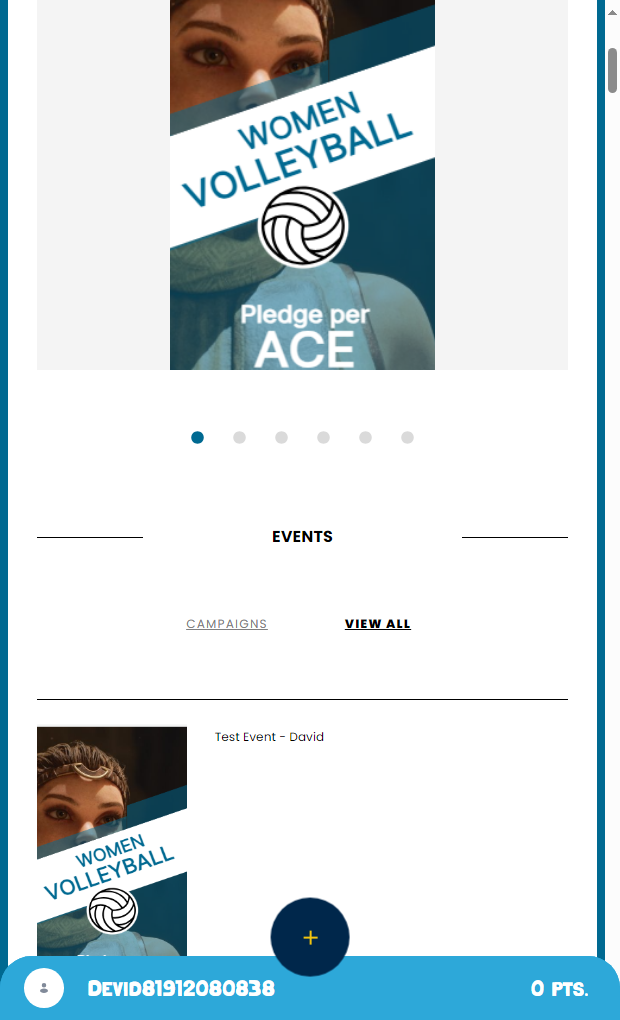 WOMEN
VOLLEYBALL
Pledge per
ACE
EVENTS
CAMPAIGNS
VIEW ALL
Test Event - David
WOMEN
VOLLEYBALL
+
Devid81912080838
0 PTS.